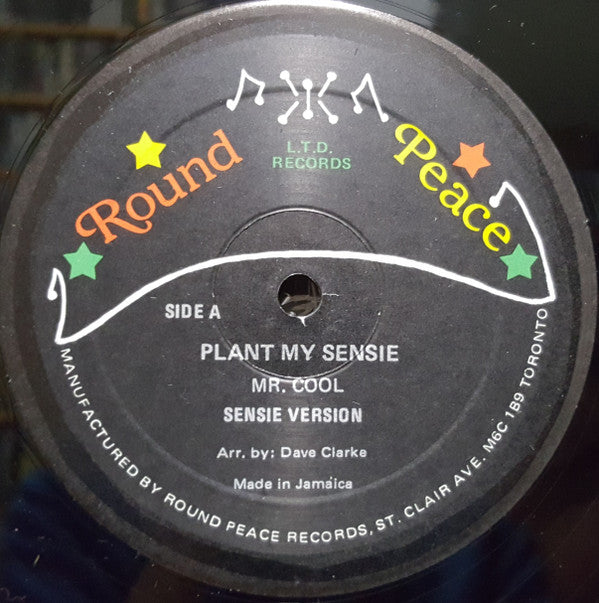 Round
L.T.D.
RECORDS
Peace
SIDE A
PLANT MY SENSIE
MR. COOL
SENSIE VERSION
Arr. by: Dave Clarke
Made in Jamaica
MANUFACTURED BY ROUND PEACE RECORDS, ST. CLAIR AVE. M6C 1B9 TORONTO